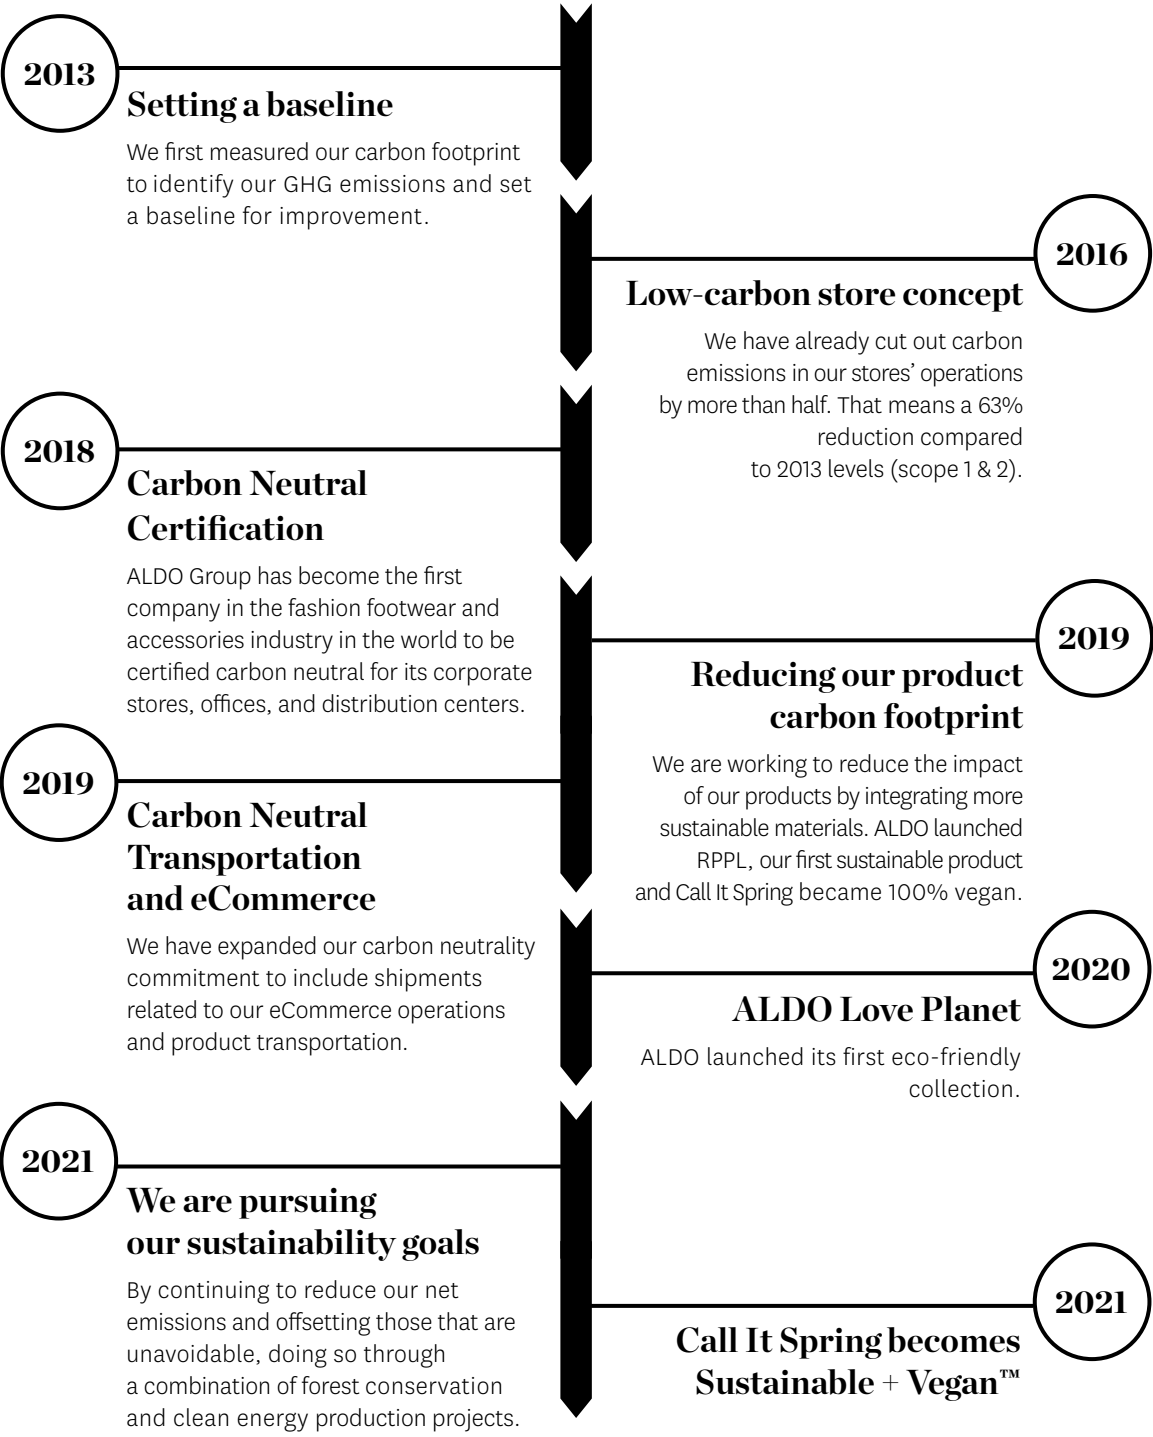 2013
Setting a baseline
We first measured our carbon footprint
to identify our GHG emissions and set
a baseline for improvement.
2016
Low-carbon store concept
We have already cut out carbon
emissions in our stores’ operations
by more than half. That means a 63%
reduction compared
to 2013 levels (scope 1 & 2).
2018
Carbon Neutral
Certification
ALDO Group has become the first
company in the fashion footwear and
accessories industry in the world to be
certified carbon neutral for its corporate
stores, offices, and distribution centers.
2019
Reducing our product
carbon footprint
We are working to reduce the impact
of our products by integrating more
sustainable materials. ALDO launched
RPPL, our first sustainable product
and Call It Spring became 100% vegan.
2019
Carbon Neutral
Transportation
and eCommerce
We have expanded our carbon neutrality
commitment to include shipments
related to our eCommerce operations
and product transportation.
2020
ALDO Love Planet
ALDO launched its first eco-friendly
collection.
2021
We are pursuing
our sustainability goals
By continuing to reduce our net
emissions and offsetting those that are
unavoidable, doing so through
a combination of forest conservation
and clean energy production projects.
2021
Call It Spring becomes
Sustainable + Vegan™